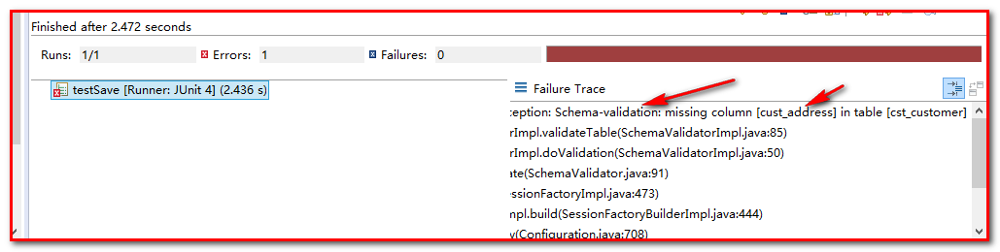 Finished after 2.472 seconds
Runs: 1/1 Errors: 1 Failures: 0
testSave [Runner: JUnit 4] (2.436 s)
Failure Trace
ception: Schema-validation: missing column [cust_address] in table [cst_customer]
rImpl.validateTable(SchemaValidatorImpl.java:85)
rImpl.doValidation(SchemaValidatorImpl.java:50)
ate(SchemaValidator.java:91)
essionFactoryImpl.java:473)
mpl.build(SessionFactoryBuilderImpl.java:444)
y(Configuration.java:708)